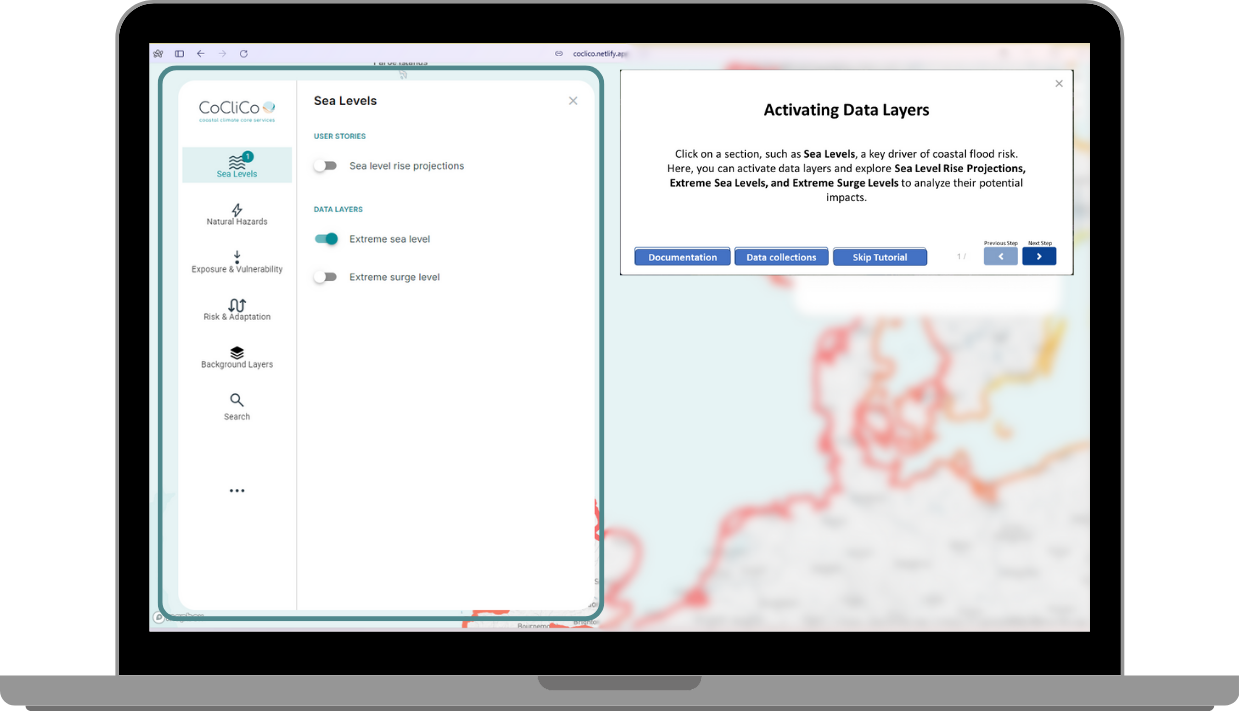 coclico.netlify.app
CoCliCo
coastal climate core services
Sea Levels
1
Sea Levels
Natural Hazards
Exposure & Vulnerability
Risk & Adaptation
Background Layers
Search
USER STORIES
Sea level rise projections
DATA LAYERS
Extreme sea level
Extreme surge level
Activating Data Layers
Click on a section, such as Sea Levels, a key driver of coastal flood risk.
Here, you can activate data layers and explore Sea Level Rise Projections,
Extreme Sea Levels, and Extreme Surge Levels to analyze their potential
impacts.
Documentation
Data collections
Skip Tutorial
1 /
Previous Step
Next Step